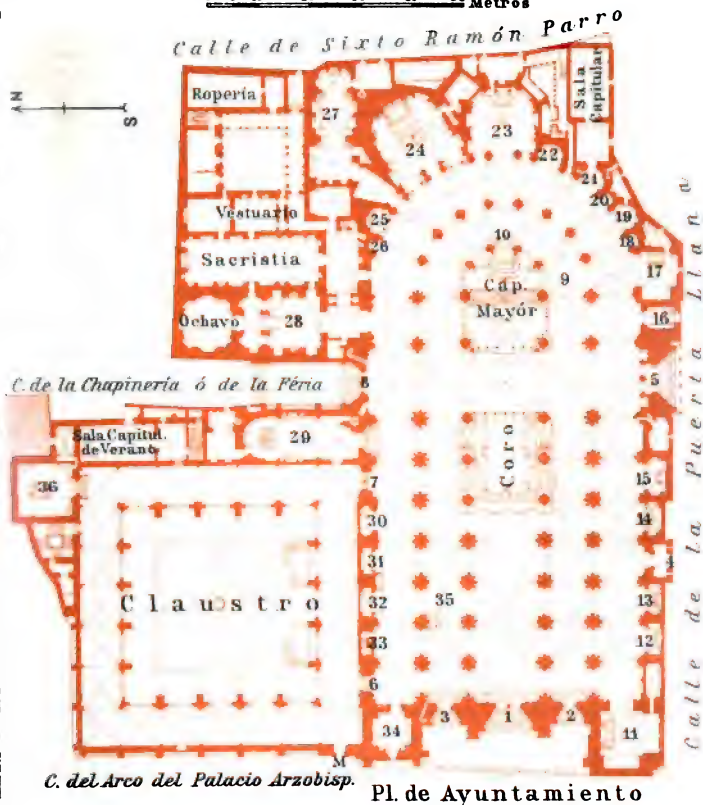 Metros
Calle de Sixto Ramón Parro
N
S
Ropería
27
Sala Capitular
23
24
22
21
20
19
18
25
26
Vestuario
10
9
17
Sacristia
Cap.
Mayór
16
Ochavo
28
C. de la Chapinería ó de la Féria
8
5
Sala Capitul.
de Verano
29
Coro
36
7
15
30
14
31
4
Claustro
32
35
13
33
12
6
34
3
1
2
11
M
C. del Arco del Palacio Arzobisp.
Pl. de Ayuntamiento
Calle de la Puerta Llana